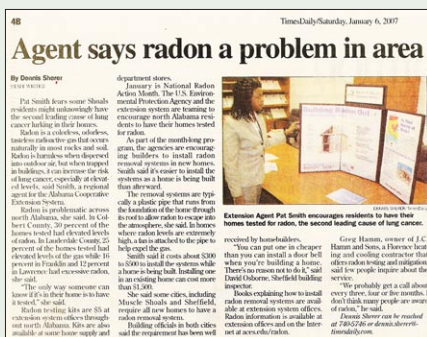 4B
TimesDaily/Saturday, January 6, 2007
Agent says radon a problem in area
By Dennis Sherer
STAFF WRITER
Pat Smith fears some Shoals
residents might unknowingly have
the second leading cause of lung
cancer lurking in their homes.
Radon is a colorless, odorless,
tasteless radioactive gas that occurs
naturally in most rocks and soil.
Radon is harmless when dispersed
into outdoor air, but when trapped
in buildings, it can increase the risk
of lung cancer, especially at elevat-
ed levels, said Smith, a regional
agent for the Alabama Cooperative
Extension System.
Radon is problematic across
north Alabama, she said. In Col-
bert County, 30 percent of the
homes tested had elevated levels
of radon. In Lauderdale County, 25
percent of the homes tested had
elevated levels of gas while 16
percent in Franklin and 12 percent
in Lawrence had excessive radon,
she said.
"The only way someone can
know if it's in their home is to have
it tested," she said.
Radon testing kits are $5 at
extension system offices through-
out north Alabama. Kits are also
available at some home supply and
department stores.
January is National Radon
Action Month. The U.S. Environ-
mental Protection Agency and the
extension system are teaming to
encourage north Alabama resi-
dents to have their homes tested
for radon.
As part of the monthlong pro-
gram, the agencies are encourag-
ing builders to install radon
removal systems in new homes.
Smith said it's easier to install the
systems as a home is being built
than afterward.
The removal systems are typi-
cally a plastic pipe that runs from
the foundation of the home through
its roof to allow radon to escape into
the atmosphere, she said. In homes
where radon levels are extremely
high, a fan is attached to the pipe to
help expel the gas.
Smith said it costs about $300
to $500 to install the systems while
a home is being built. Installing one
in an existing home can cost more
than $1,500.
She said some cities, including
Muscle Shoals and Sheffield,
require all new homes to have a
radon removal system.
Building officials in both cities
said the requirement has been well
Extension Agent Pat Smith encourages residents to have their
homes tested for radon, the second leading cause of lung cancer.
received by homebuilders.
"You can put one in cheaper
than you can install a door bell
when you're building a home.
There's no reason not to do it," said
David Osborne, Sheffield building
inspector.
Books explaining how to install
radon removal systems are avail-
able at extension system offices.
Radon information is available at
extension offices and on the Inter-
net at aces.edu/radon.
Greg Hamm, owner of J.C.
Hamm and Sons, a Florence heat-
ing and cooling contractor that
offers radon testing and mitigation,
said few people inquire about the
service.
"We probably get a call about
every three, four or five months. I
don't think many people are aware
of radon," he said.
Dennis Sherer can be reached
at 740-5746 or dennis.sherer@-
timesdaily.com.